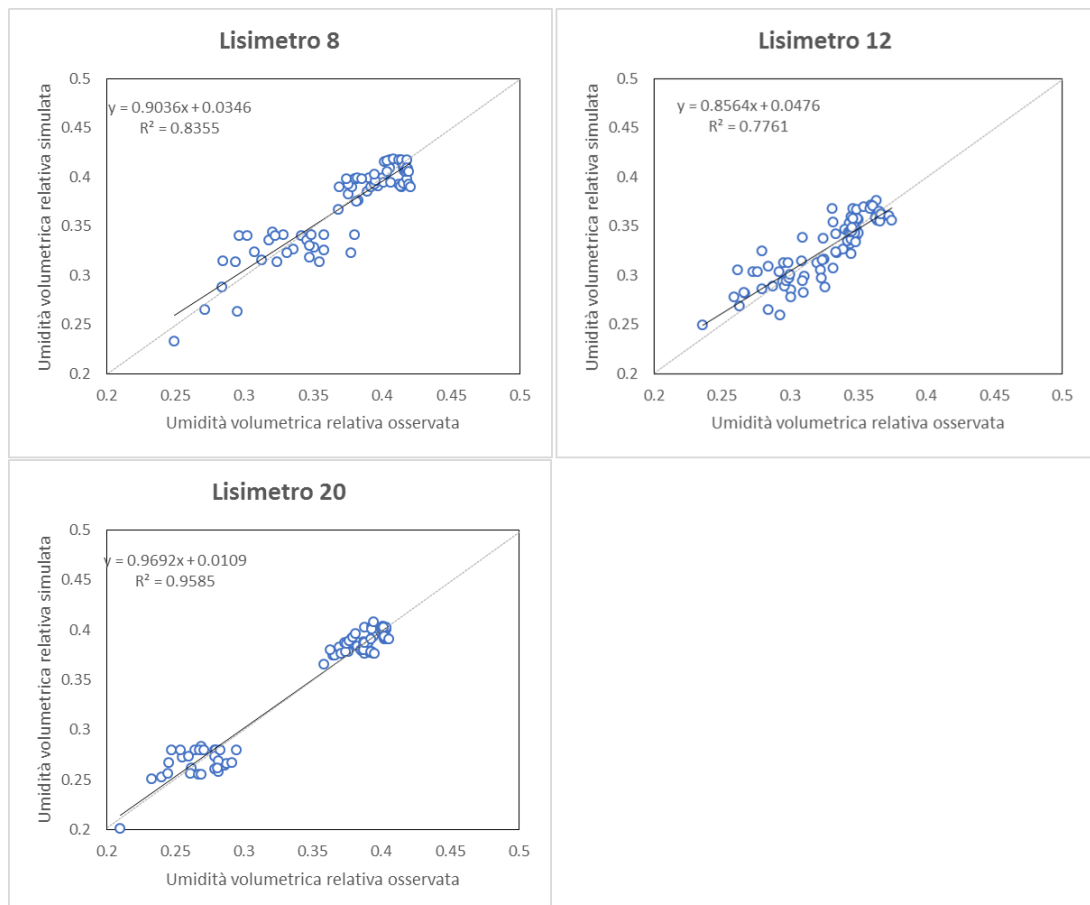 Lisimetro 8
y = 0.9036x + 0.0346
R² = 0.8355
Umidità volumetrica relativa simulata
0.5
0.45
0.4
0.35
0.3
0.25
0.2
0.2 0.25 0.3 0.35 0.4 0.45 0.5
Umidità volumetrica relativa osservata
Lisimetro 12
y = 0.8564x + 0.0476
R² = 0.7761
Umidità volumetrica relativa simulata
0.5
0.45
0.4
0.35
0.3
0.25
0.2
0.2 0.25 0.3 0.35 0.4 0.45 0.5
Umidità volumetrica relativa osservata
Lisimetro 20
y = 0.9692x + 0.0109
R² = 0.9585
Umidità volumetrica relativa simulata
0.5
0.45
0.4
0.35
0.3
0.25
0.2
0.2 0.25 0.3 0.35 0.4 0.45 0.5
Umidità volumetrica relativa osservata